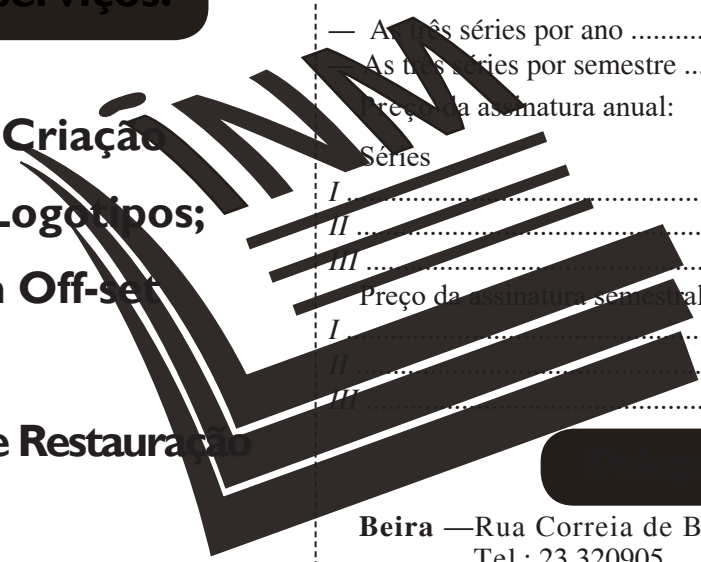 serviços:
Criação
Logotipos;
Off-set
e Restauração
INM
— As três séries por ano ..........
— As três séries por semestre ..
Preço da assinatura anual:
Séries
I ..................................................
II .................................................
III ................................................
Preço da assinatura semestral
I ..................................................
II .................................................
III ................................................
Beira —Rua Correia de B
Tel.: 23 320905